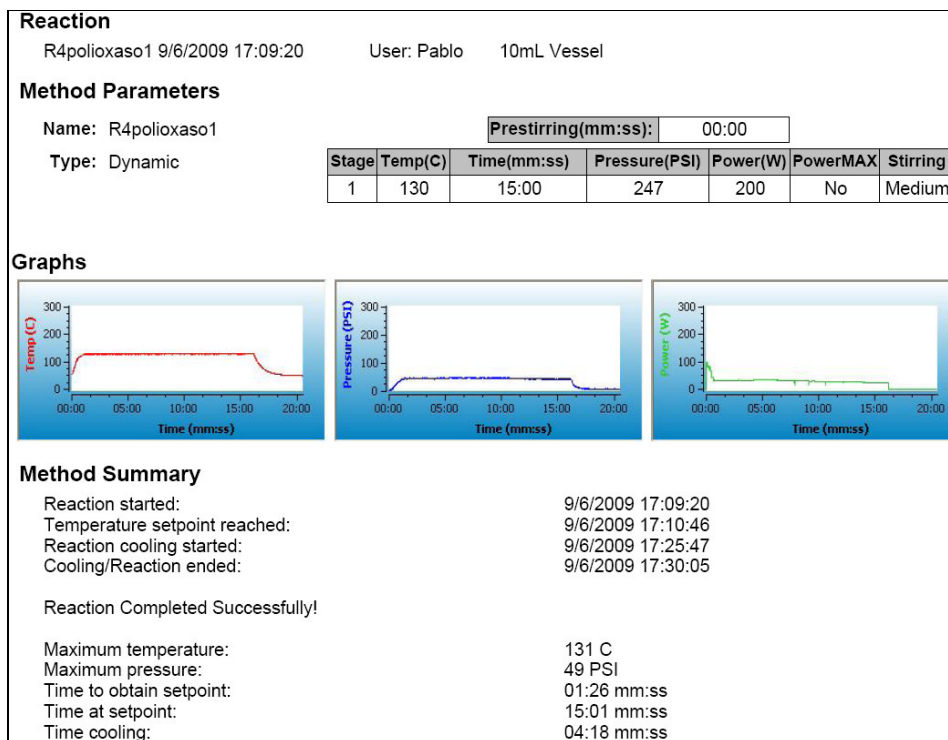 Reaction
R4polioxaso1 9/6/2009 17:09:20 User: Pablo 10mL Vessel
Method Parameters
Name: R4polioxaso1 Prestirring(mm:ss): 00:00
Type: Dynamic
Stage Temp(C) Time(mm:ss) Pressure(PSI) Power(W) PowerMAX Stirring
1 130 15:00 247 200 No Medium
Graphs
Temp (C)
300
200
100
0
00:00 05:00 10:00 15:00 20:00
Time (mm:ss)
Pressure (PSI)
300
200
100
0
00:00 05:00 10:00 15:00 20:00
Time (mm:ss)
Power (W)
300
200
100
0
00:00 05:00 10:00 15:00 20:00
Time (mm:ss)
Method Summary
Reaction started: 9/6/2009 17:09:20
Temperature setpoint reached: 9/6/2009 17:10:46
Reaction cooling started: 9/6/2009 17:25:47
Cooling/Reaction ended: 9/6/2009 17:30:05
Reaction Completed Successfully!
Maximum temperature: 131 C
Maximum pressure: 49 PSI
Time to obtain setpoint: 01:26 mm:ss
Time at setpoint: 15:01 mm:ss
Time cooling: 04:18 mm:ss